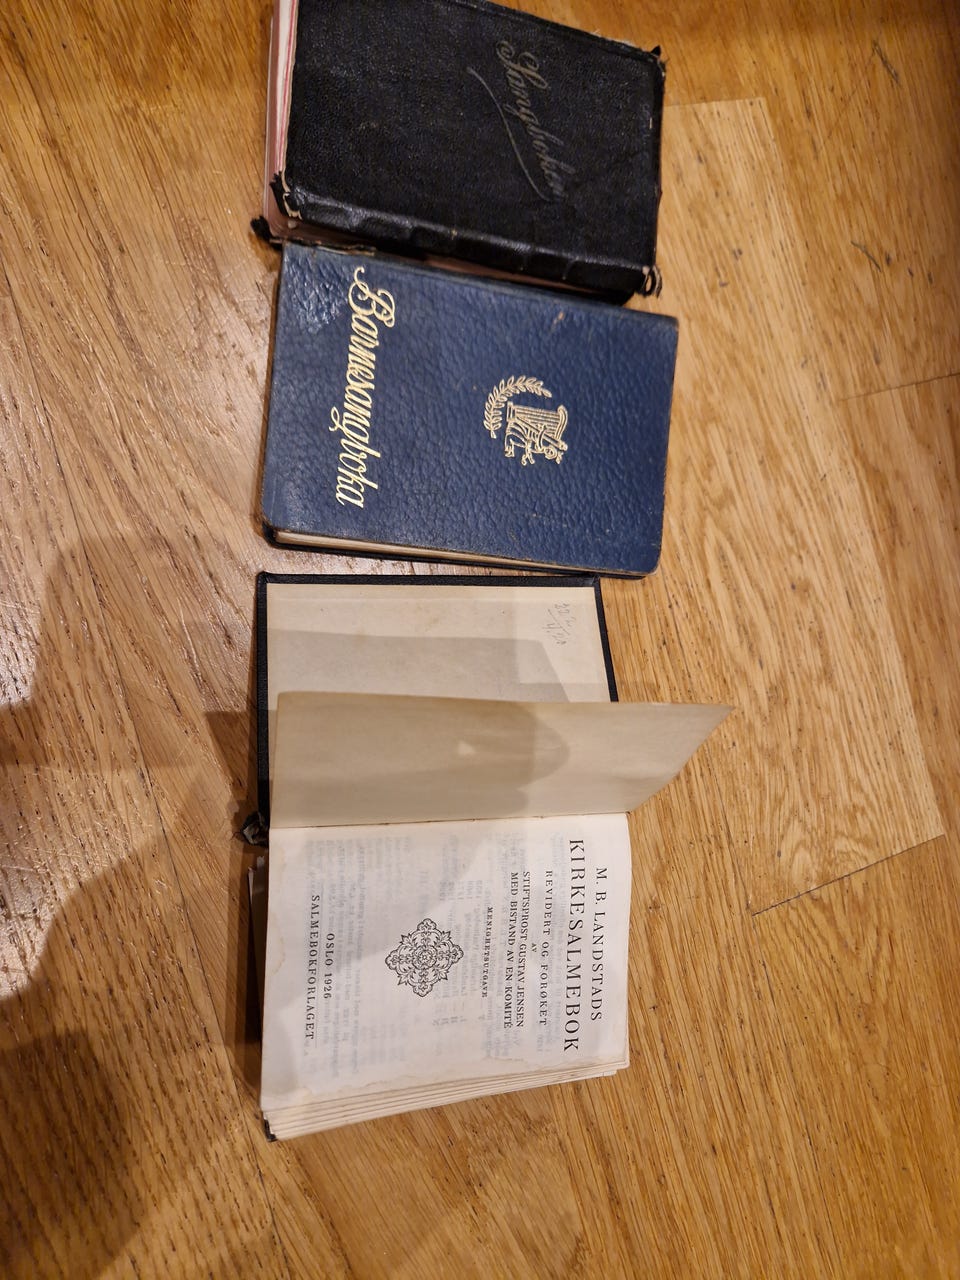 Sangboken
Barnesangboka
M. B. LANDSTADS
KIRKESALMEBOK
REVIDERT OG FORØKET
AV
STIFTSPROST GUSTAV JENSEN
MED BISTAND AV EN KOMITÉ
MENIGHETSUTGAVE
OSLO 1926
SALMEBOKFORLAGET